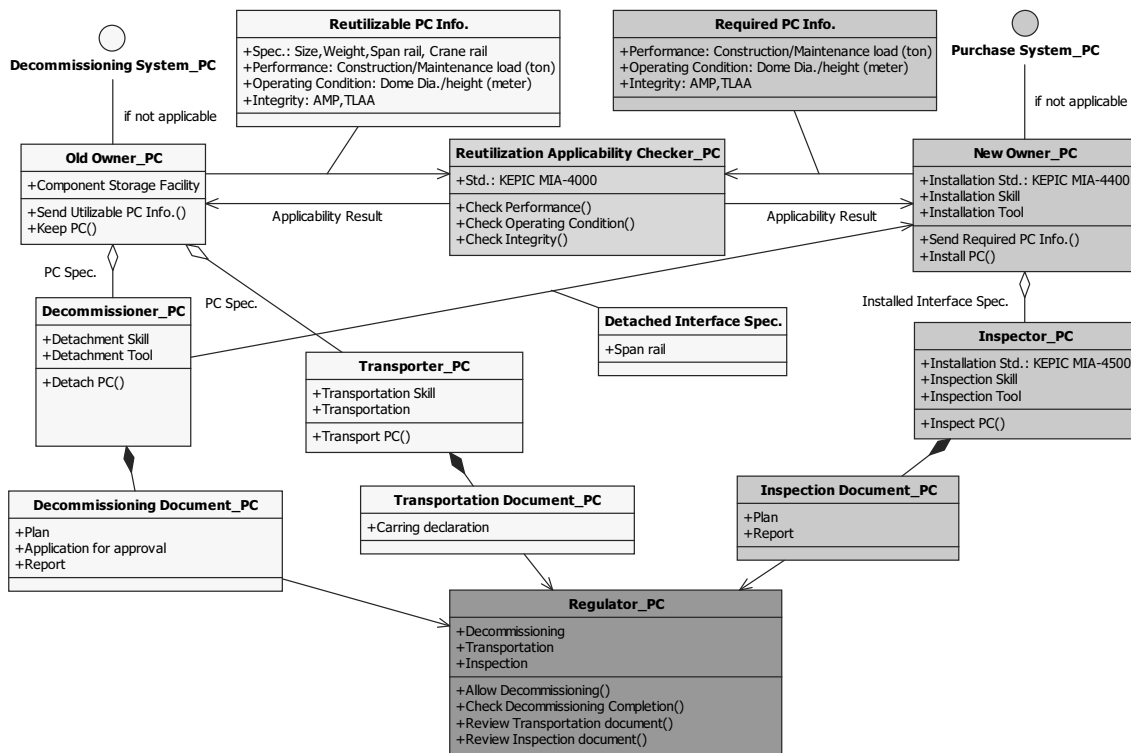 Reutilizable PC Info.
+Spec.: Size,Weight,Span rail, Crane rail
+Performance: Construction/Maintenance load (ton)
+Operating Condition: Dome Dia./height (meter)
+Integrity: AMP,TLAA
Required PC Info.
+Performance: Construction/Maintenance load (ton)
+Operating Condition: Dome Dia./height (meter)
+Integrity: AMP,TLAA
Decommissioning System_PC
Purchase System_PC
if not applicable
if not applicable
Old Owner_PC
+Component Storage Facility
+Send Utilizable PC Info.()
+Keep PC()
Reutilization Applicability Checker_PC
+Std.: KEPIC MIA-4000
+Check Performance()
+Check Operating Condition()
+Check Integrity()
New Owner_PC
+Installation Std.: KEPIC MIA-4400
+Installation Skill
+Installation Tool
+Send Required PC Info.()
+Install PC()
Applicability Result
Applicability Result
PC Spec.
PC Spec.
Installed Interface Spec.
Decommissioner_PC
+Detachment Skill
+Detachment Tool
+Detach PC()
Detached Interface Spec.
+Span rail
Transporter_PC
+Transportation Skill
+Transportation
+Transport PC()
Inspector_PC
+Installation Std.: KEPIC MIA-4500
+Inspection Skill
+Inspection Tool
+Inspect PC()
Decommissioning Document_PC
+Plan
+Application for approval
+Report
Transportation Document_PC
+Carring declaration
Inspection Document_PC
+Plan
+Report
Regulator_PC
+Decommissioning
+Transportation
+Inspection
+Allow Decommissioning()
+Check Decommissioning Completion()
+Review Transportation document()
+Review Inspection document()